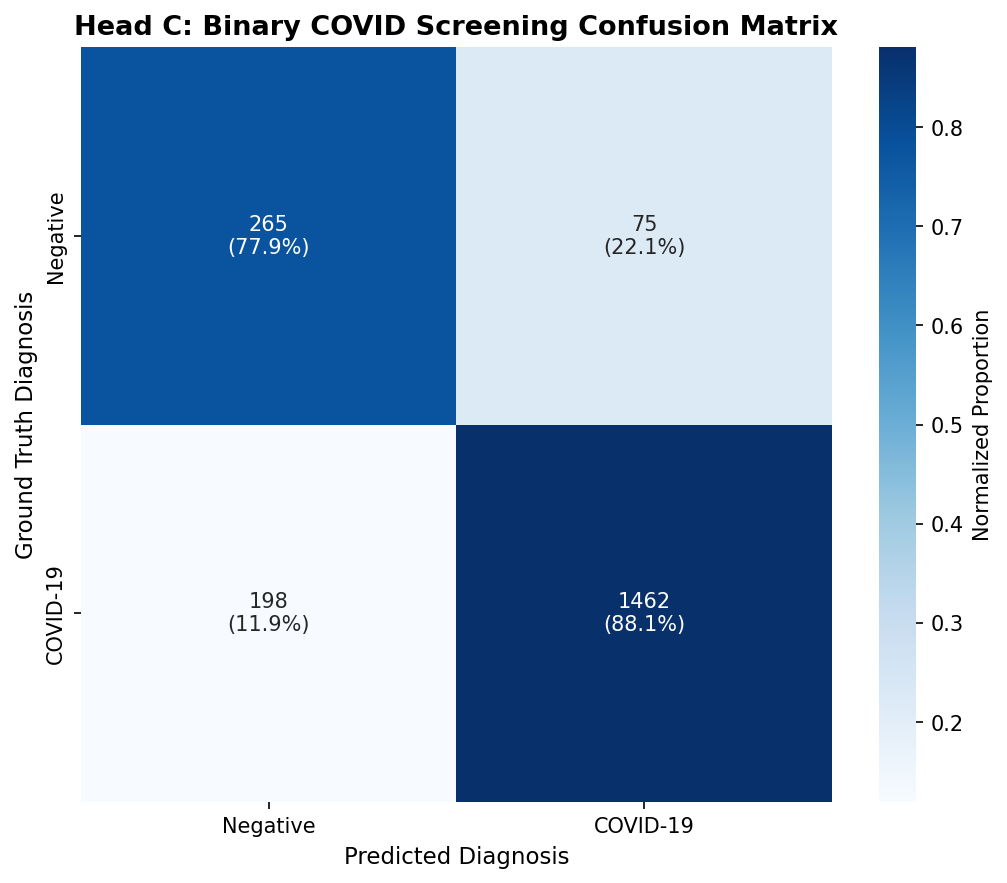 Head C: Binary COVID Screening Confusion Matrix
Ground Truth Diagnosis
Negative
COVID-19
265
(77.9%)
75
(22.1%)
198
(11.9%)
1462
(88.1%)
Negative
COVID-19
Predicted Diagnosis
0.8
0.7
0.6
0.5
0.4
0.3
0.2
Normalized Proportion